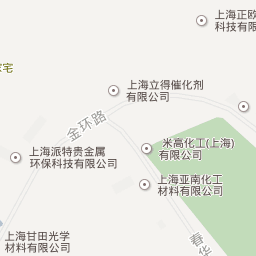 上海正欧
科技有限
宅
上海立得催化剂
有限公司
金环路
米高化工(上海)
有限公司
上海派特贵金属
环保科技有限公司
上海亚南化工
材料有限公司
上海甘田光学
材料有限公司
春华